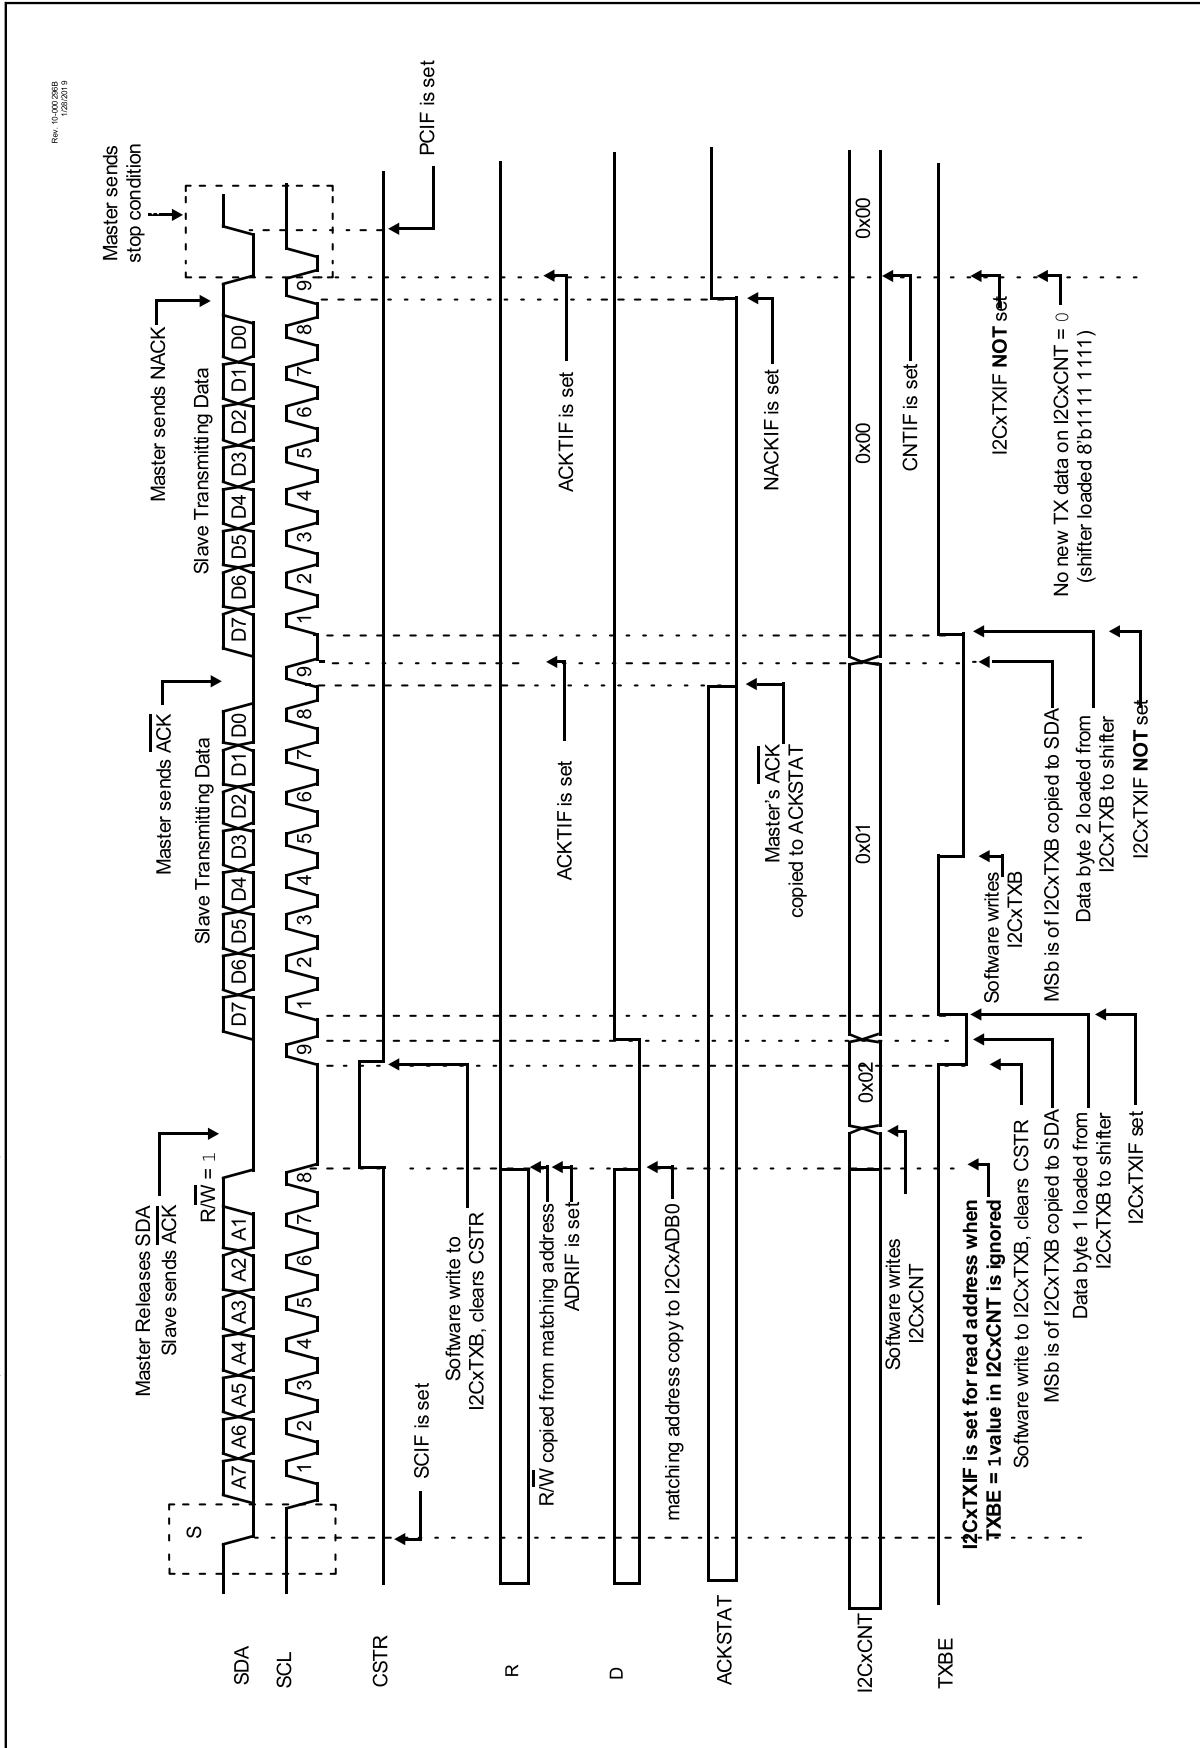 Rev. 10-000 296B
1/28/2019
Master Releases SDA
Slave sends ACK
Master sends ACK
Master sends NACK
Master sends
stop condition
R/W = 1
Slave Transmitting Data
Slave Transmitting Data
S
SDA
A7 A6 A5 A4 A3 A2 A1
D7 D6 D5 D4 D3 D2 D1 D0
D7 D6 D5 D4 D3 D2 D1 D0
SCL
1 2 3 4 5 6 7 8 9
1 2 3 4 5 6 7 8 9
1 2 3 4 5 6 7 8 9
CSTR
SCIF is set
Software write to
I2CxTXB, clears CSTR
PCIF is set
R
R/W copied from matching address
ADRIF is set
ACKTIF is set
ACKTIF is set
D
matching address copy to I2CxADB0
ACKSTAT
Master's ACK
copied to ACKSTAT
NACKIF is set
I2CxCNT
0x02
0x01
0x00
0x00
Software writes
I2CxCNT
CNTIF is set
TXBE
I2CxTXIF is set for read address when
TXBE = 1 value in I2CxCNT is ignored
Software write to I2CxTXB, clears CSTR
MSb is of I2CxTXB copied to SDA
Data byte 1 loaded from
I2CxTXB to shifter
I2CxTXIF set
Software writes
I2CxTXB
MSb is of I2CxTXB copied to SDA
Data byte 2 loaded from
I2CxTXB to shifter
I2CxTXIF NOT set
I2CxTXIF NOT set
No new TX data on I2CxCNT = 0
(shifter loaded 8'b1111 1111)